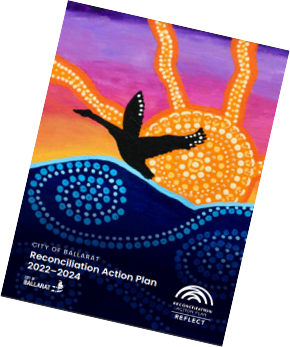 CITY OF BALLARAT
Reconciliation Action Plan
2022–2024
CITY OF
BALLARAT
RECONCILIATION
ACTION PLAN
REFLECT